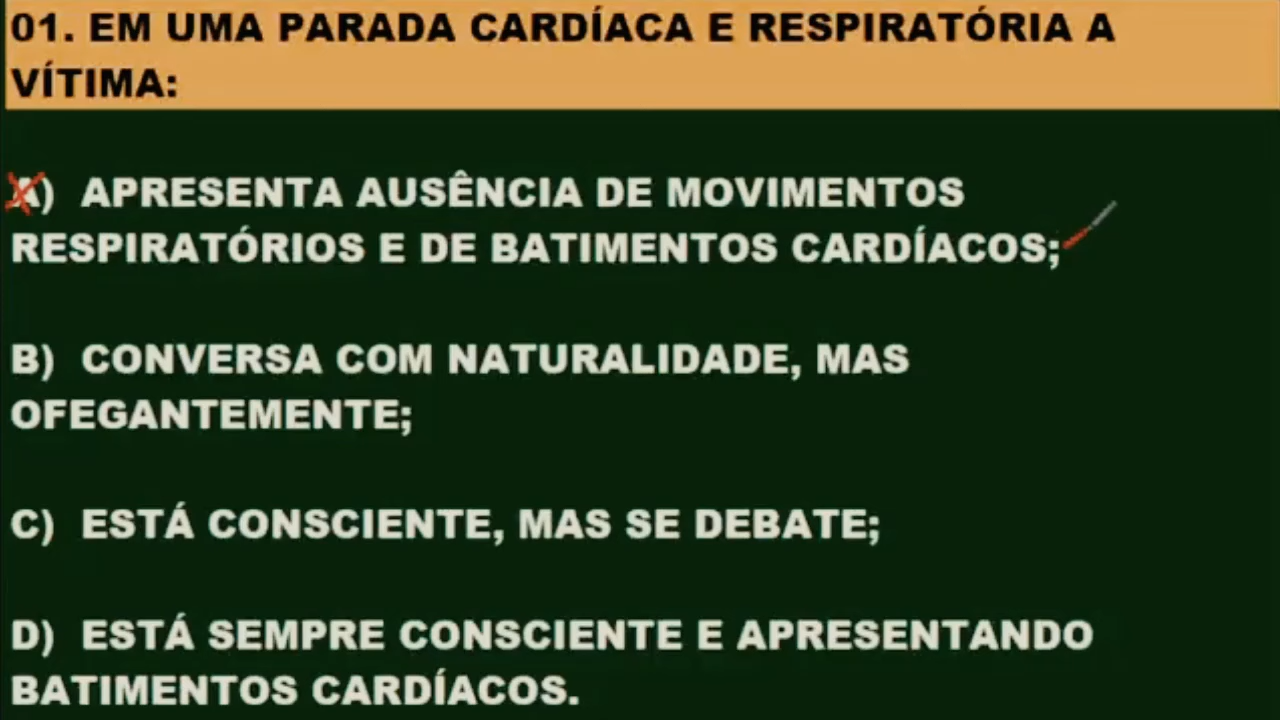 01. EM UMA PARADA CARDÍACA E RESPIRATÓRIA A
VÍTIMA:
A) APRESENTA AUSÊNCIA DE MOVIMENTOS
RESPIRATÓRIOS E DE BATIMENTOS CARDÍACOS;
B) CONVERSA COM NATURALIDADE, MAS
OFEGANTEMENTE;
C) ESTÁ CONSCIENTE, MAS SE DEBATE;
D) ESTÁ SEMPRE CONSCIENTE E APRESENTANDO
BATIMENTOS CARDÍACOS.